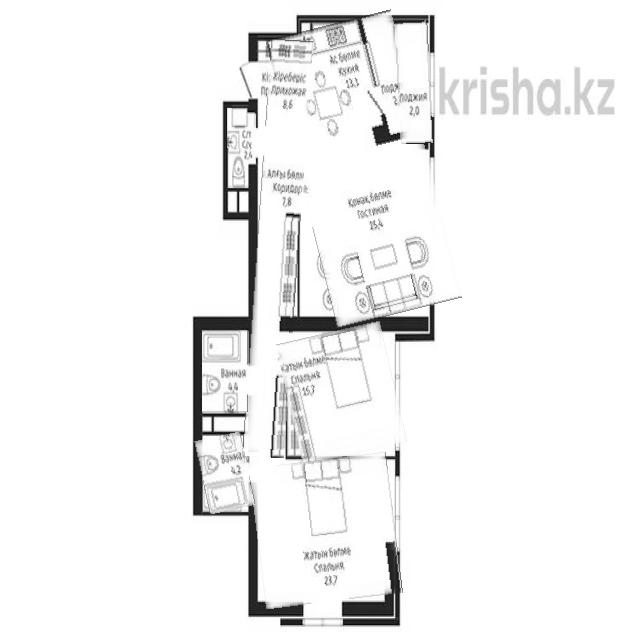 krisha.kz
Ас бөлме
Кухня
13,3
Кіреберіс
Прихожая
8,6
Лоджия
2,0
С/т
С/у
2,4
Алғы бөлм
Коридор
7,8
Қонақ бөлме
Гостиная
25,4
Ванная
4,4
Жатын бөлме
Спальня
15,7
Ванная
4,2
Жатын бөлме
Спальня
23,7